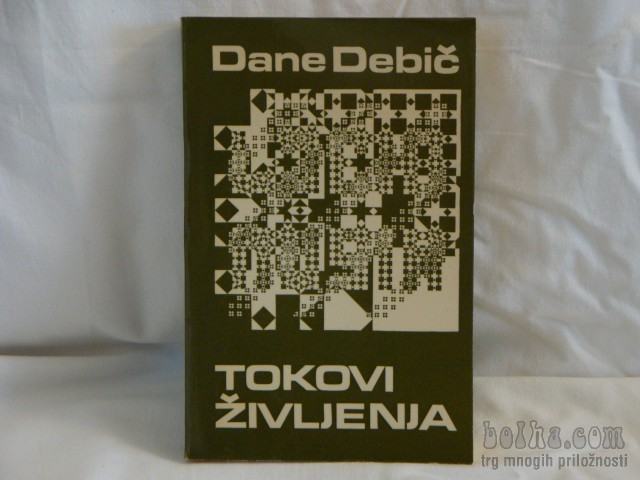 Dane Debič
TOKOVI
ŽIVLJENJA
bolha.com
trg mnogih priložnosti